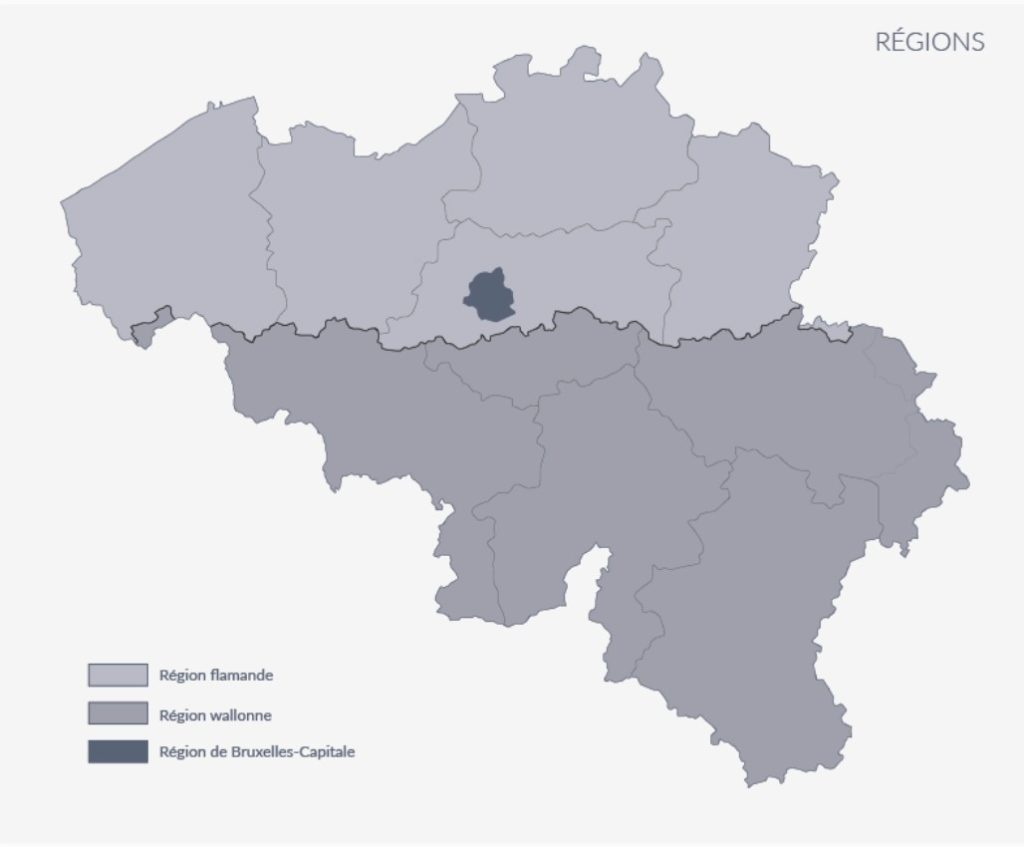 RÉGIONS
Région flamande
Région wallonne
Région de Bruxelles-Capitale